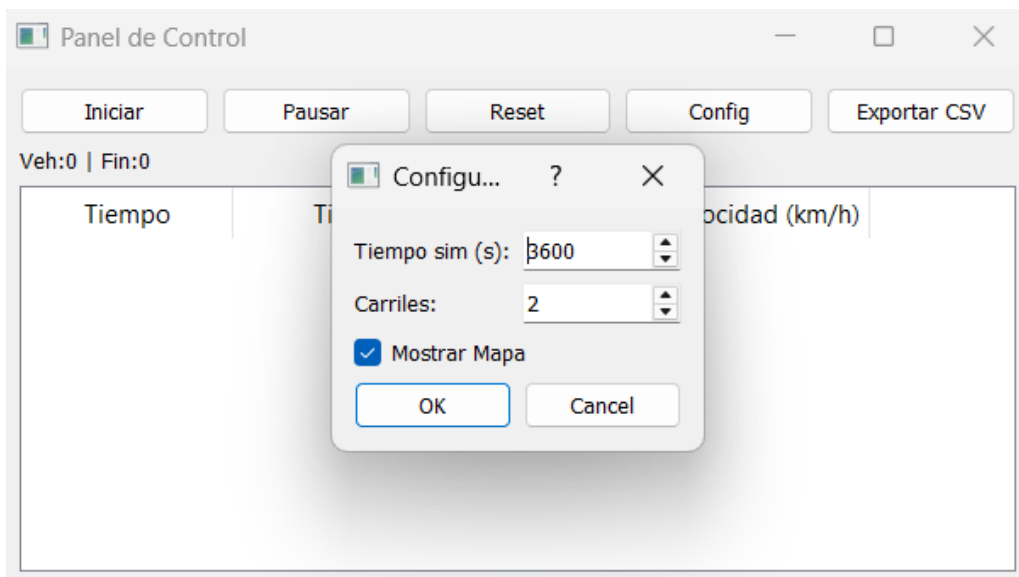 Panel de Control
Iniciar Pausar Reset Config Exportar CSV
Veh:0 | Fin:0
Configu... ?
Tiempo Ti ocidad (km/h)
Tiempo sim (s): 3600
Carriles: 2
Mostrar Mapa
OK Cancel